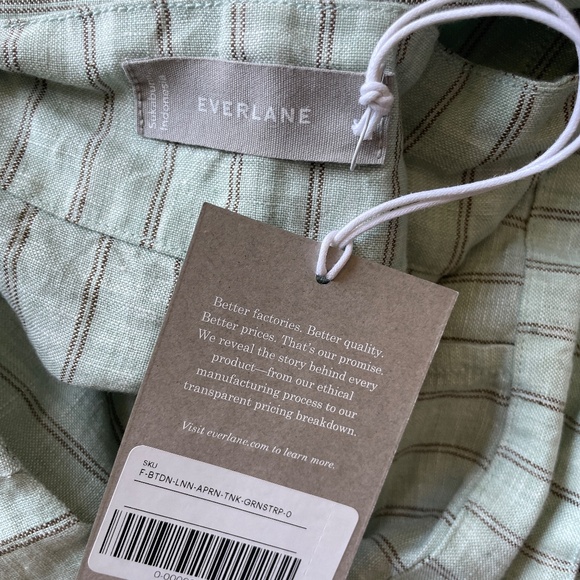 EVERLANE
Indonesia
Better factories. Better quality.
Better prices. That's our promise.
We reveal the story behind every
product—from our ethical
manufacturing process to our
transparent pricing breakdown.
Visit everlane.com to learn more.
SKU
F-BTDN-LNN-APRN-TNK-GRNSTRP-0